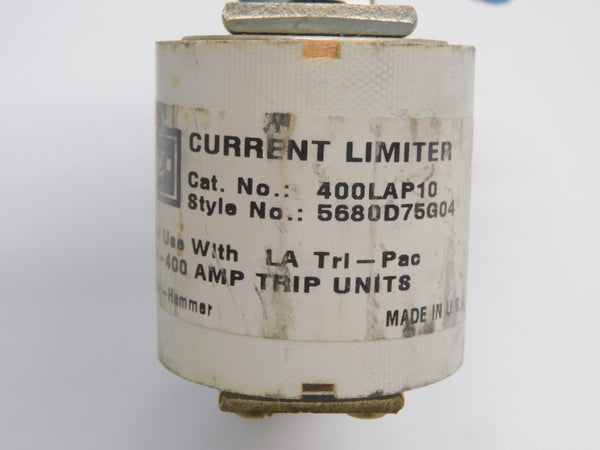 CURRENT LIMITER
Cat. No.: 400LAP10
Style No.: 5680D75G04
Use With LA Tri-Pac
-400 AMP TRIP UNITS
-Hammer
MADE IN U.S.